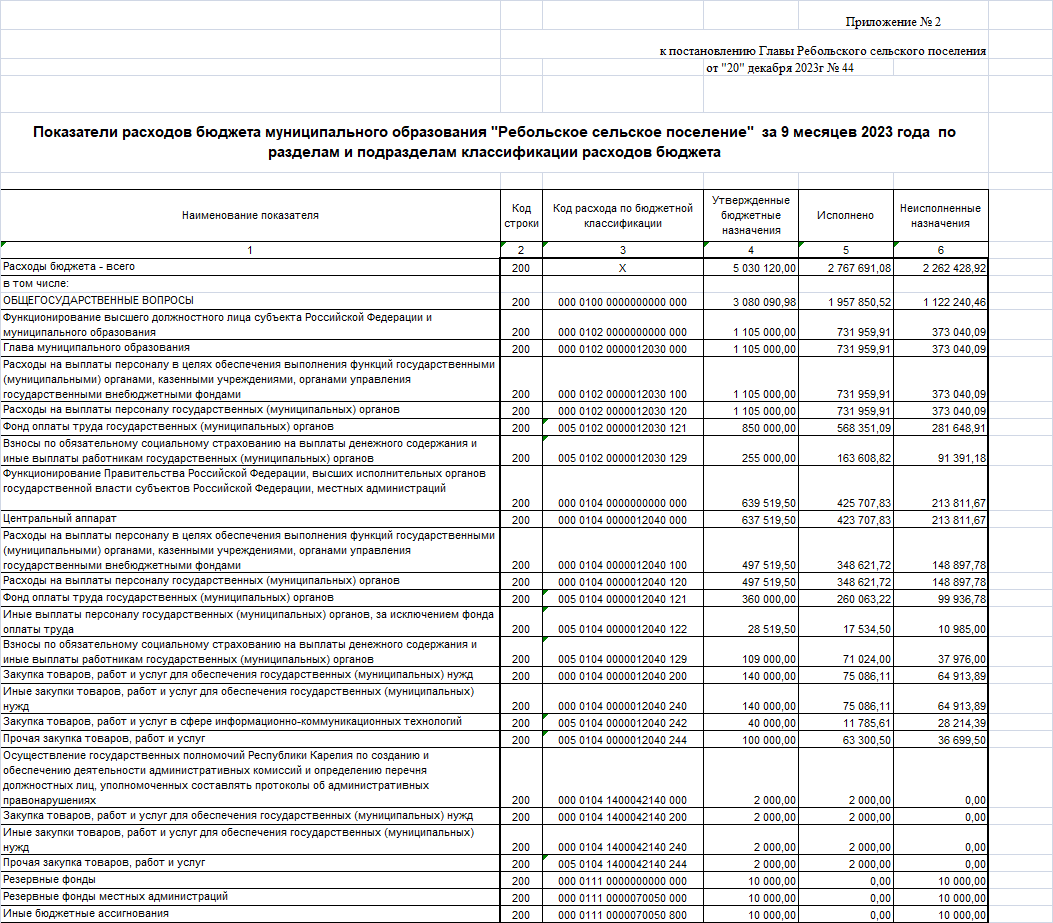 Приложение № 2
к постановлению Главы Ребольского сельского поселения
от "20" декабря 2023г № 44
Показатели расходов бюджета муниципального образования "Ребольское сельское поселение" за 9 месяцев 2023 года по
разделам и подразделам классификации расходов бюджета
Наименование показателя
Код
строки
Код расхода по бюджетной
классификации
Утвержденные
бюджетные
назначения
Исполнено
Неисполненные
назначения
1 2 3 4 5 6
Расходы бюджета - всего 200 X 5 030 120,00 2 767 691,08 2 262 428,92
в том числе:
ОБЩЕГОСУДАРСТВЕННЫЕ ВОПРОСЫ 200 000 0100 0000000000 000 3 080 090,98 1 957 850,52 1 122 240,46
Функционирование высшего должностного лица субъекта Российской Федерации и
муниципального образования 200 000 0102 0000000000 000 1 105 000,00 731 959,91 373 040,09
Глава муниципального образования 200 000 0102 0000012030 000 1 105 000,00 731 959,91 373 040,09
Расходы на выплаты персоналу в целях обеспечения выполнения функций государственными
(муниципальными) органами, казенными учреждениями, органами управления
государственными внебюджетными фондами 200 000 0102 0000012030 100 1 105 000,00 731 959,91 373 040,09
Расходы на выплаты персоналу государственных (муниципальных) органов 200 000 0102 0000012030 120 1 105 000,00 731 959,91 373 040,09
Фонд оплаты труда государственных (муниципальных) органов 200 005 0102 0000012030 121 850 000,00 568 351,09 281 648,91
Взносы по обязательному социальному страхованию на выплаты денежного содержания и
иные выплаты работникам государственных (муниципальных) органов 200 005 0102 0000012030 129 255 000,00 163 608,82 91 391,18
Функционирование Правительства Российской Федерации, высших исполнительных органов
государственной власти субъектов Российской Федерации, местных администраций
200 000 0104 0000000000 000 639 519,50 425 707,83 213 811,67
Центральный аппарат 200 000 0104 0000012040 000 637 519,50 423 707,83 213 811,67
Расходы на выплаты персоналу в целях обеспечения выполнения функций государственными
(муниципальными) органами, казенными учреждениями, органами управления
государственными внебюджетными фондами 200 000 0104 0000012040 100 497 519,50 348 621,72 148 897,78
Расходы на выплаты персоналу государственных (муниципальных) органов 200 000 0104 0000012040 120 497 519,50 348 621,72 148 897,78
Фонд оплаты труда государственных (муниципальных) органов 200 005 0104 0000012040 121 360 000,00 260 063,22 99 936,78
Иные выплаты персоналу государственных (муниципальных) органов, за исключением фонда
оплаты труда 200 005 0104 0000012040 122 28 519,50 17 534,50 10 985,00
Взносы по обязательному социальному страхованию на выплаты денежного содержания и
иные выплаты работникам государственных (муниципальных) органов 200 005 0104 0000012040 129 109 000,00 71 024,00 37 976,00
Закупка товаров, работ и услуг для обеспечения государственных (муниципальных) нужд 200 000 0104 0000012040 200 140 000,00 75 086,11 64 913,89
Иные закупки товаров, работ и услуг для обеспечения государственных (муниципальных)
нужд 200 000 0104 0000012040 240 140 000,00 75 086,11 64 913,89
Закупка товаров, работ и услуг в сфере информационно-коммуникационных технологий 200 005 0104 0000012040 242 40 000,00 11 785,61 28 214,39
Прочая закупка товаров, работ и услуг 200 005 0104 0000012040 244 100 000,00 63 300,50 36 699,50
Осуществление государственных полномочий Республики Карелия по созданию и
обеспечению деятельности административных комиссий и определению перечня
должностных лиц, уполномоченных составлять протоколы об административных
правонарушениях 200 000 0104 1400042140 000 2 000,00 2 000,00 0,00
Закупка товаров, работ и услуг для обеспечения государственных (муниципальных) нужд 200 000 0104 1400042140 200 2 000,00 2 000,00 0,00
Иные закупки товаров, работ и услуг для обеспечения государственных (муниципальных)
нужд 200 000 0104 1400042140 240 2 000,00 2 000,00 0,00
Прочая закупка товаров, работ и услуг 200 005 0104 1400042140 244 2 000,00 2 000,00 0,00
Резервные фонды 200 000 0111 0000000000 000 10 000,00 0,00 10 000,00
Резервные фонды местных администраций 200 000 0111 0000070050 000 10 000,00 0,00 10 000,00
Иные бюджетные ассигнования 200 000 0111 0000070050 800 10 000,00 0,00 10 000,00